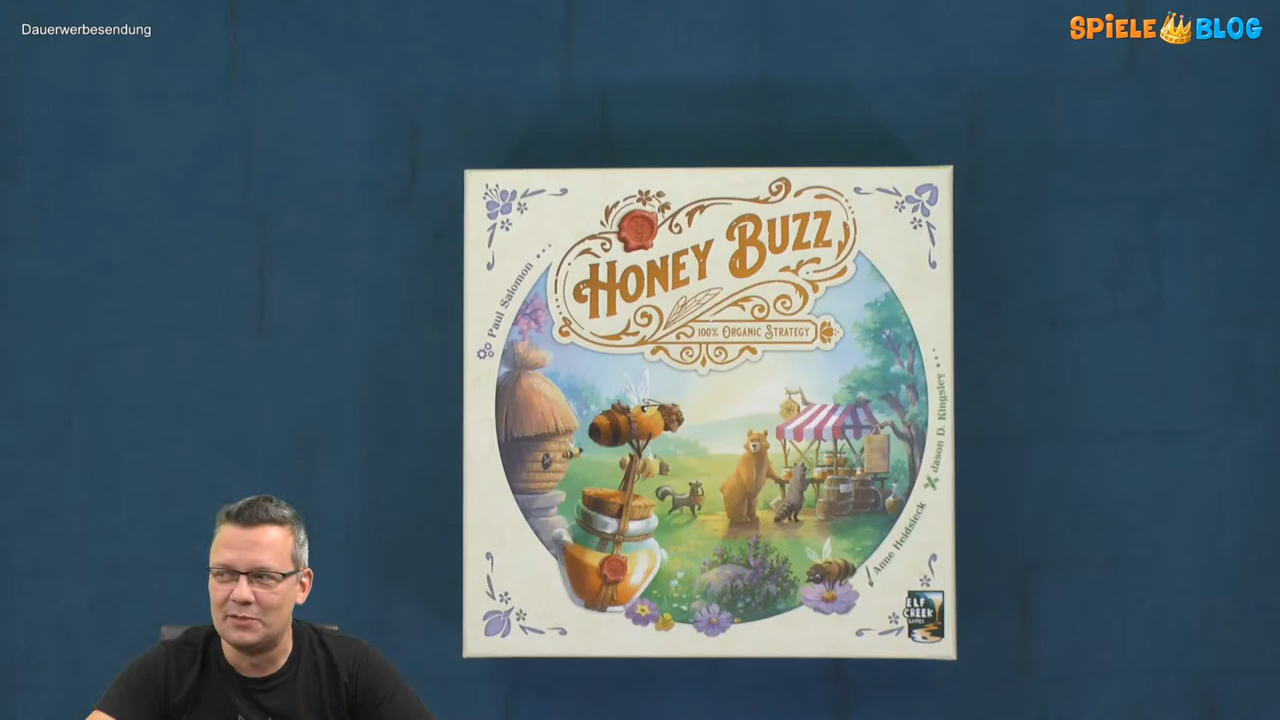 Dauerwerbesendung
SPiELE BLOG
HONEY BUZZ
100% ORGANIC STRATEGY
Paul Salomon
Jason D. Kingsley
Anne Heidsieck
ELF
CREEK
GAMES